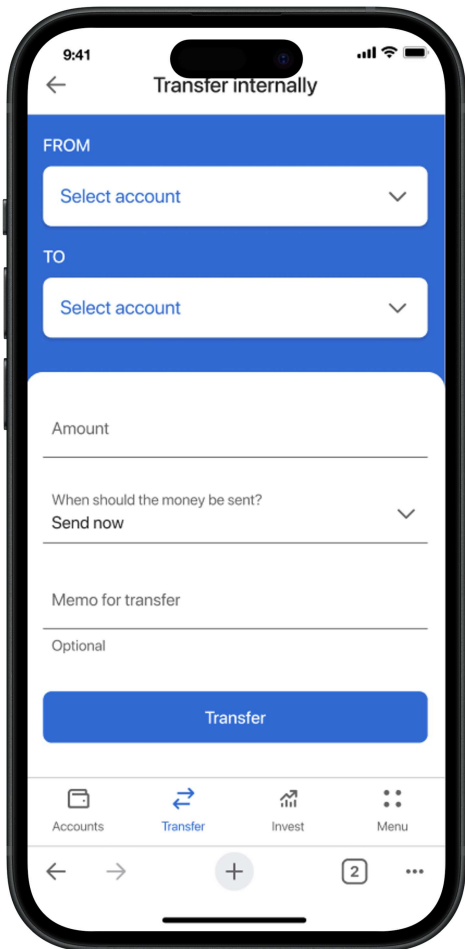 9:41
Transfer internally
FROM
Select account
TO
Select account
Amount
When should the money be sent?
Send now
Memo for transfer
Optional
Transfer
Accounts
Transfer
Invest
Menu
2